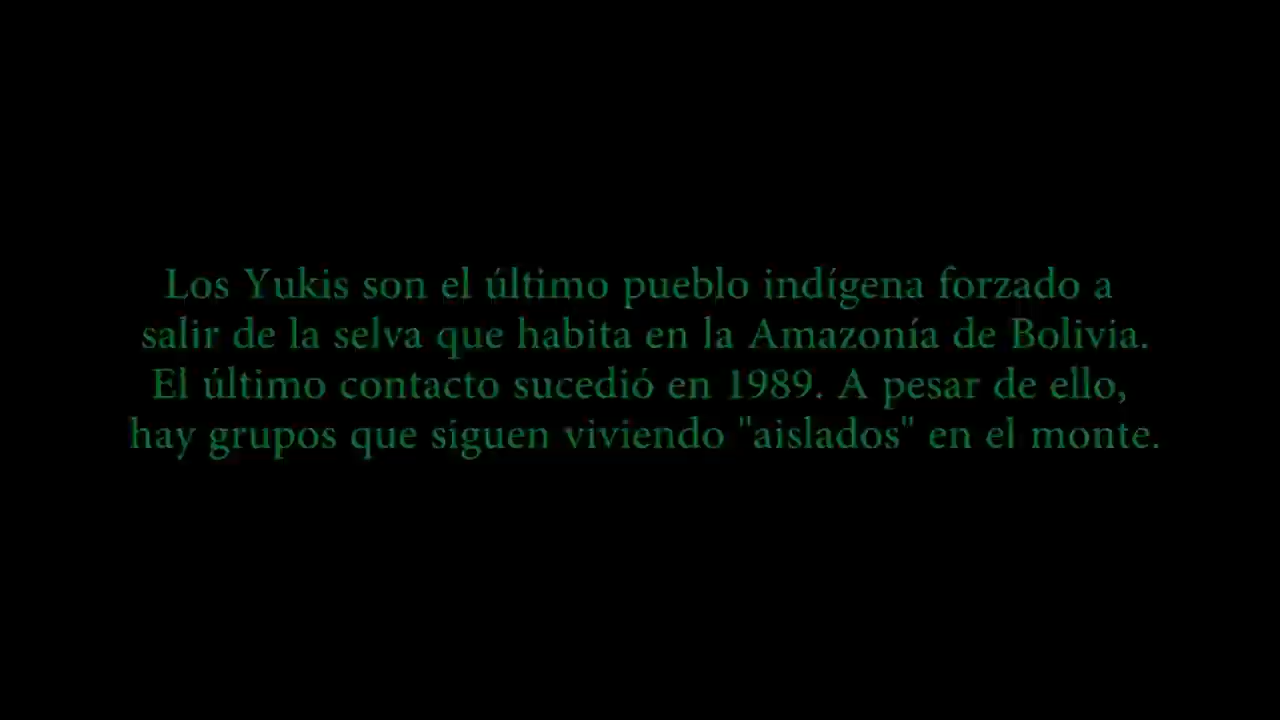 Los Yukis son el último pueblo indígena forzado a
salir de la selva que habita en la Amazonía de Bolivia.
El último contacto sucedió en 1989. A pesar de ello,
hay grupos que siguen viviendo "aislados" en el monte.